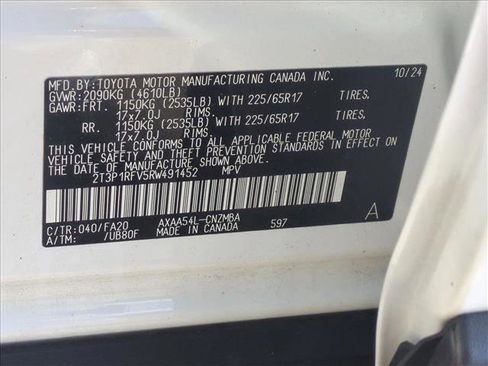 MFD.BY:TOYOTA MOTOR MANUFACTURING CANADA INC. 10/24
GVWR:2090KG (4610LB)
GAWR:FRT. 1150KG (2535LB) WITH 225/65R17 TIRES.
17x7.0J RIMS
RR. 1150KG (2535LB) WITH 225/65R17 TIRES.
17x7.0J RIMS
THIS VEHICLE CONFORMS TO ALL APPLICABLE FEDERAL MOTOR
VEHICLE SAFETY STANDARDS IN EFFECT ON
THE DATE OF MANUFACTURE SHOWN ABOVE.
2T3P1RFV5RW491452 MPV
C/TR:040/FA20 AXAA54L-CNZMBA 597 A
A/TM: /UB80F MADE IN CANADA